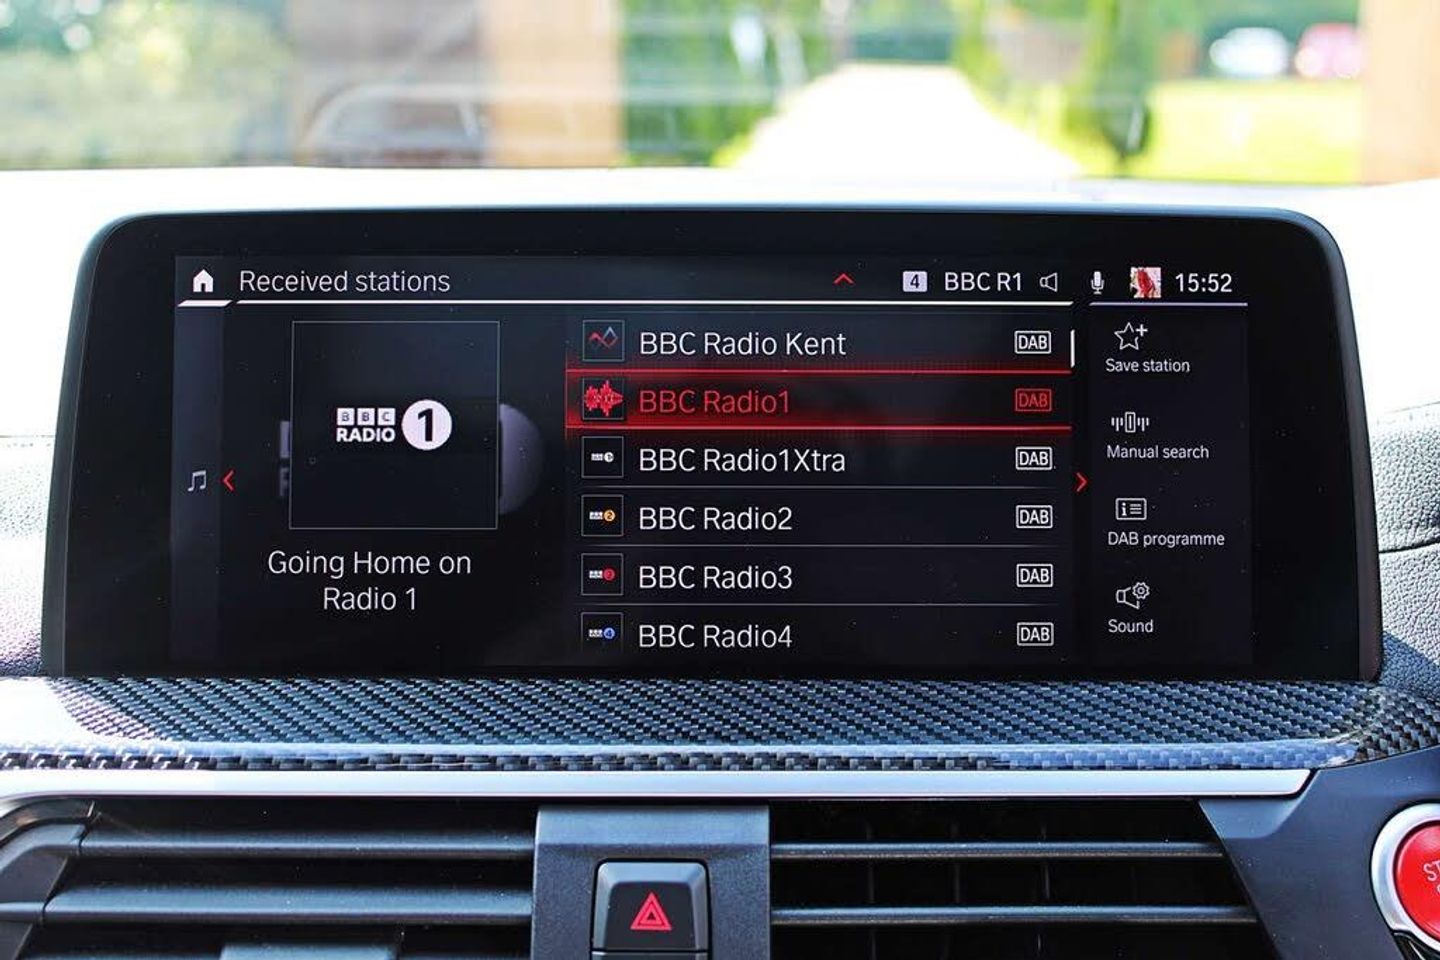 Received stations
4 BBC R1
15:52
BBC
RADIO 1
Going Home on
Radio 1
BBC Radio Kent DAB
BBC Radio1 DAB
BBC Radio1Xtra DAB
BBC Radio2 DAB
BBC Radio3 DAB
BBC Radio4 DAB
Save station
Manual search
DAB programme
Sound